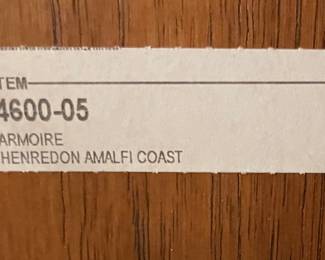 TEM
4600-05
ARMOIRE
HENREDON AMALFI COAST